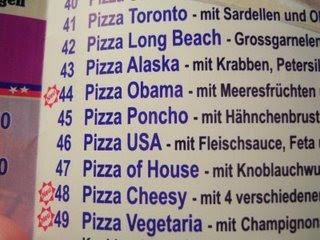 40
41 Pizza Toronto - mit Sardellen und
42 Pizza Long Beach - Grossgarnelen
43 Pizza Alaska - mit Krabben,
44 Pizza Obama - mit Meeresfrüchten
45 Pizza Poncho - mit Hähnchenbrust
46 Pizza USA - mit Fleischsauce, Feta u
47 Pizza of House - mit Knoblauchwu
48 Pizza Cheesy - mit 4 verschiedene
49 Pizza Vegetaria - mit Champignon